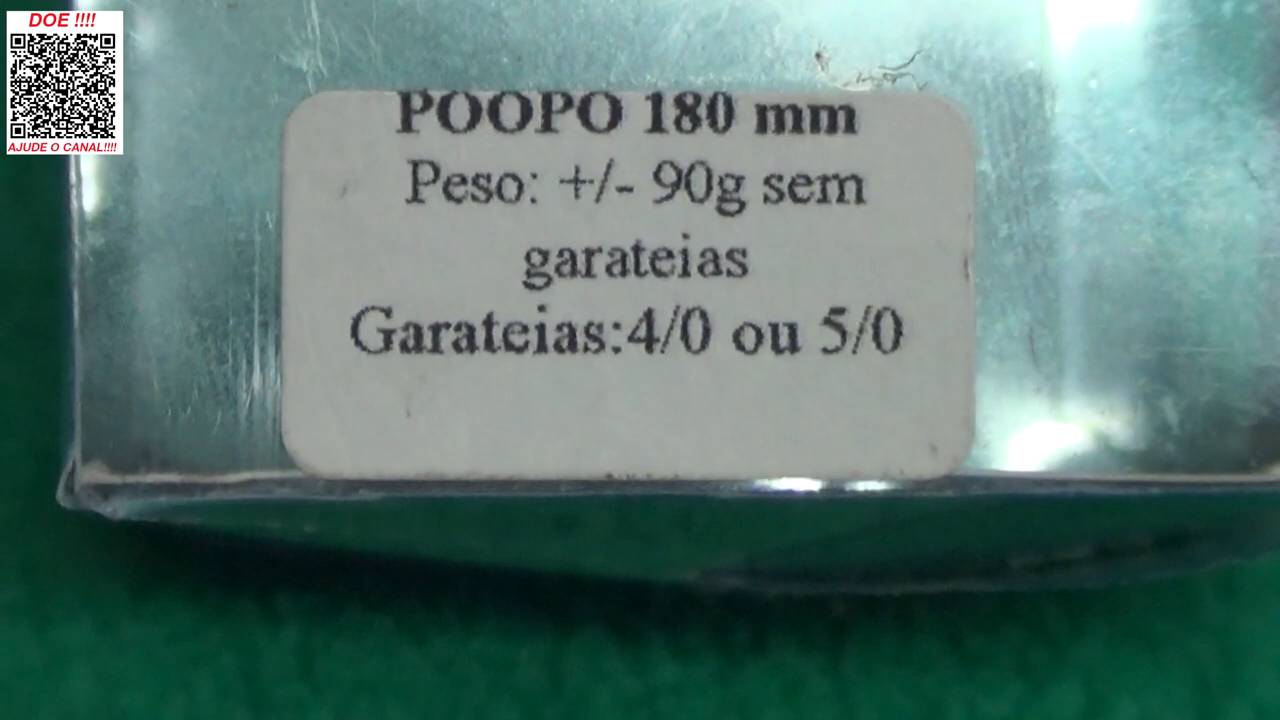 DOE !!!!
AJUDE O CANAL!!!!
POOPO 180 mm
Peso: +/- 90g sem
garateias
Garateias:4/0 ou 5/0